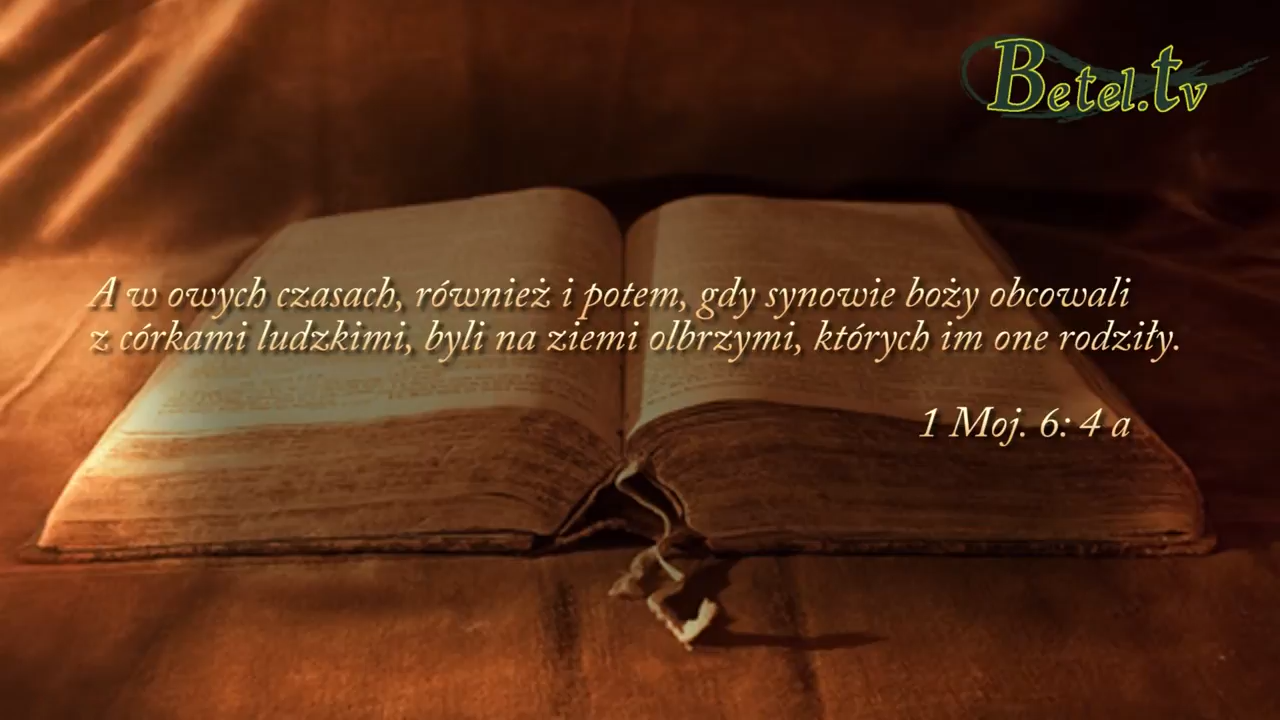 Betel.tv
A w owych czasach, również i potem, gdy synowie boży obcowali
z córkami ludzkimi, byli na ziemi olbrzymi, których im one rodziły.
1 Moj. 6: 4 a